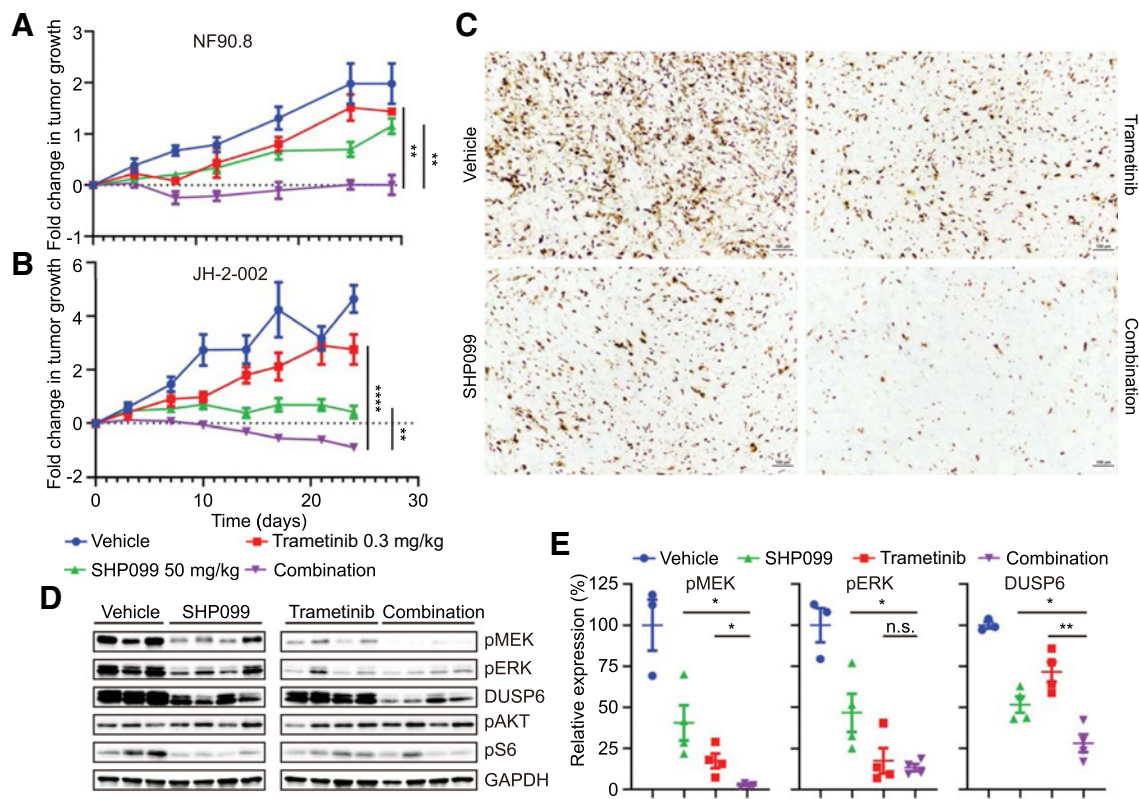 A
NF90.8
Fold change in tumor growth
3
2
1
0
-1
**
**
B
JH-2-002
Fold change in tumor growth
6
4
2
0
-2
****
**
0 10 20 30
Time (days)
Vehicle
Trametinib 0.3 mg/kg
SHP099 50 mg/kg
Combination
C
Vehicle
Trametinib
SHP099
Combination
D
Vehicle SHP099 Trametinib Combination
pMEK
pERK
DUSP6
pAKT
pS6
GAPDH
E
Vehicle SHP099 Trametinib Combination
Relative expression (%)
125
100
75
50
25
0
pMEK
*
*
pERK
*
n.s.
DUSP6
*
**